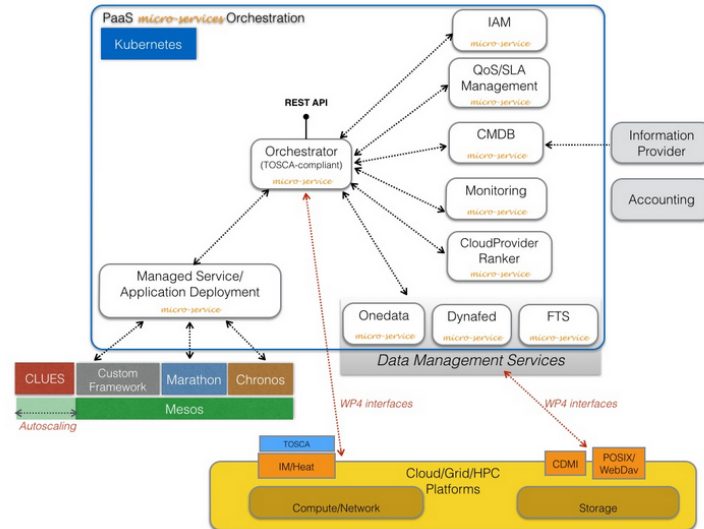 PaaS micro-services Orchestration
Kubernetes
IAM
micro-service
QoS/SLA
Management
micro-service
REST API
Orchestrator
(TOSCA-compliant)
micro-service
CMDB
micro-service
Information
Provider
Monitoring
micro-service
Accounting
CloudProvider
Ranker
micro-service
Managed Service/
Application Deployment
micro-service
Onedata
micro-service
Dynafed
micro-service
FTS
micro-service
Data Management Services
CLUES
Custom
Framework
Marathon
Chronos
Mesos
Autoscaling
WP4 interfaces
WP4 interfaces
TOSCA
IM/Heat
Cloud/Grid/HPC
Platforms
CDMI
POSIX/
WebDav
Compute/Network
Storage